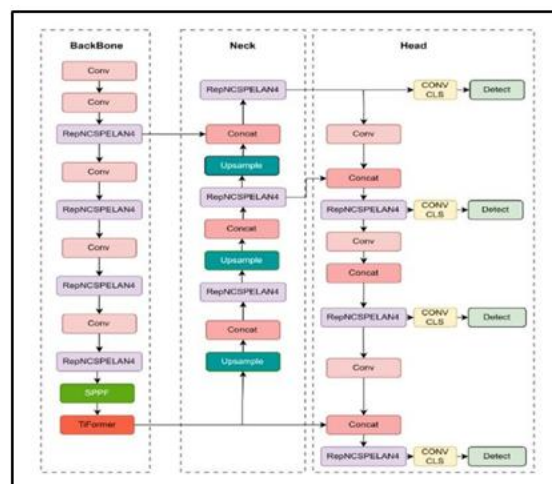 BackBone
Conv
Conv
RepNCSPELAN4
Conv
RepNCSPELAN4
Conv
RepNCSPELAN4
Conv
RepNCSPELAN4
SPPF
TiFormer
Neck
RepNCSPELAN4
Concat
Upsample
RepNCSPELAN4
Concat
Upsample
RepNCSPELAN4
Concat
Upsample
Head
CONV
CLS
Detect
Conv
Concat
RepNCSPELAN4
CONV
CLS
Detect
Conv
Concat
RepNCSPELAN4
CONV
CLS
Detect
Conv
Concat
RepNCSPELAN4
CONV
CLS
Detect